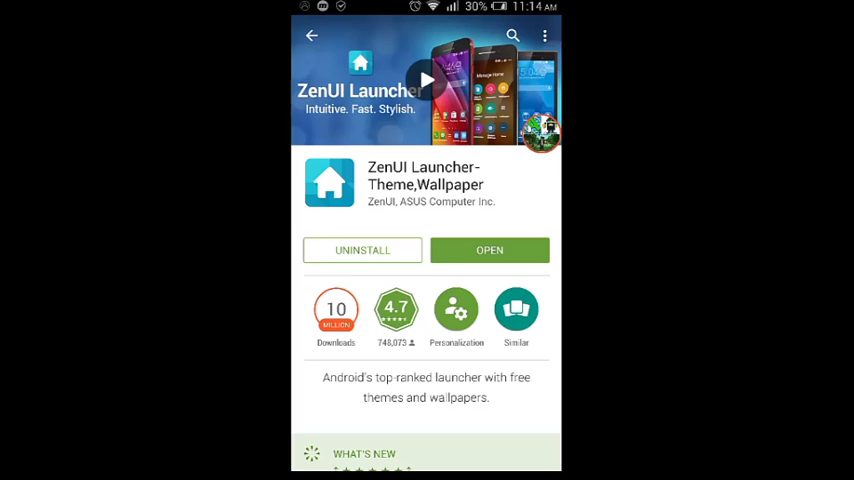 30% 11:14 AM
ZenUI Launcher
Intuitive. Fast. Stylish.
Manage Home
ZenUI Launcher-
Theme,Wallpaper
ZenUI, ASUS Computer Inc.
UNINSTALL
OPEN
10
MILLION
4.7
Downloads
748,073
Personalization
Similar
Android's top-ranked launcher with free
themes and wallpapers.
WHAT'S NEW